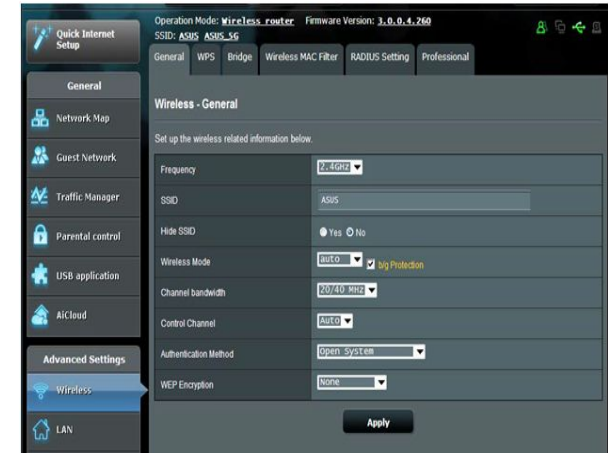 Quick Internet
Setup
Operation Mode: Wireless router Firmware Version: 3.0.0.4.260
SSID: ASUS ASUS_5G
General WPS Bridge Wireless MAC Filter RADIUS Setting Professional
General
Network Map
Guest Network
Traffic Manager
Parental control
USB application
AiCloud
Advanced Settings
Wireless
LAN
Wireless - General
Set up the wireless related information below.
Frequency 2.4GHz
SSID ASUS
Hide SSID Yes No
Wireless Mode auto b/g Protection
Channel bandwidth 20/40 MHz
Control Channel Auto
Authentication Method Open System
WEP Encryption None
Apply